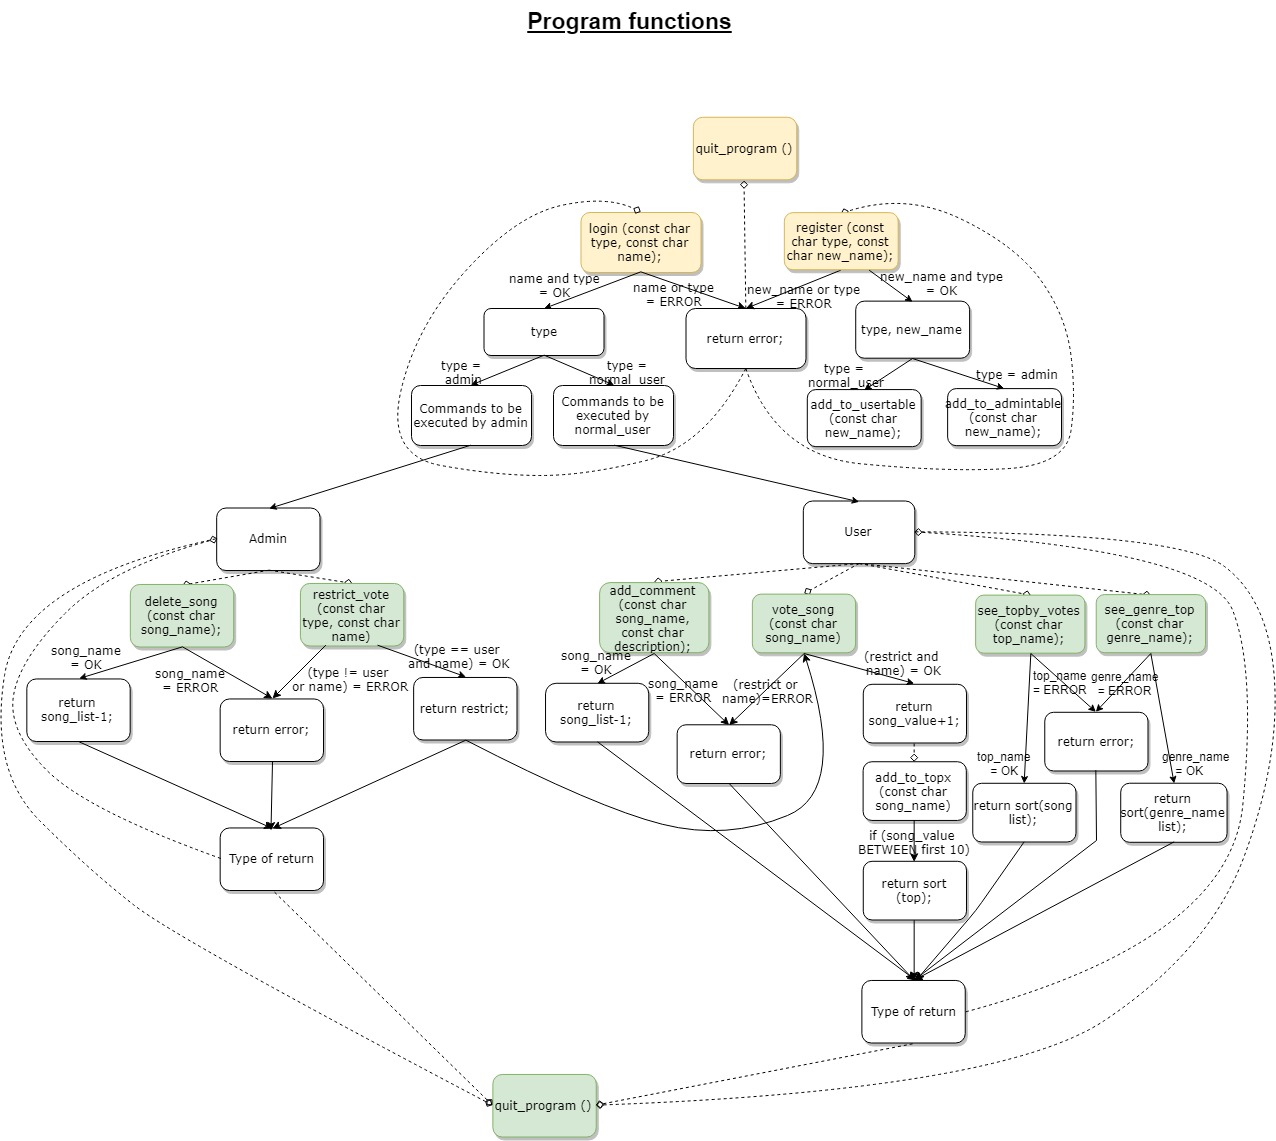 Program functions
quit_program ()
login (const char
type, const char
name);
register (const
char type, const
char new_name);
name and type
= OK
name or type
= ERROR
new_name or type
= ERROR
new_name and type
= OK
type
return error;
type, new_name
type =
admin
type =
normal_user
type =
normal_user
type = admin
Commands to be
executed by admin
Commands to be
executed by
normal_user
add_to_usertable
(const char
new_name);
add_to_admintable
(const char
new_name);
Admin
User
delete_song
(const char
song_name);
restrict_vote
(const char
type, const char
name)
add_comment
(const char
song_name,
const char
description);
vote_song
(const char
song_name)
see_topby_votes
(const char
top_name);
see_genre_top
(const char
genre_name);
song_name
= OK
song_name
= ERROR
(type != user
or name) = ERROR
(type == user
and name) = OK
song_name
= OK
song_name
= ERROR
(restrict or
name)=ERROR
(restrict and
name) = OK
top_name
= ERROR
genre_name
= ERROR
return
song_list-1;
return error;
return restrict;
return
song_list-1;
return error;
return
song_value+1;
return error;
top_name
= OK
genre_name
= OK
add_to_topx
(const char
song_name)
return sort(song
list);
return
sort(genre_name
list);
if (song_value
BETWEEN first 10)
Type of return
return sort
(top);
Type of return
quit_program ()